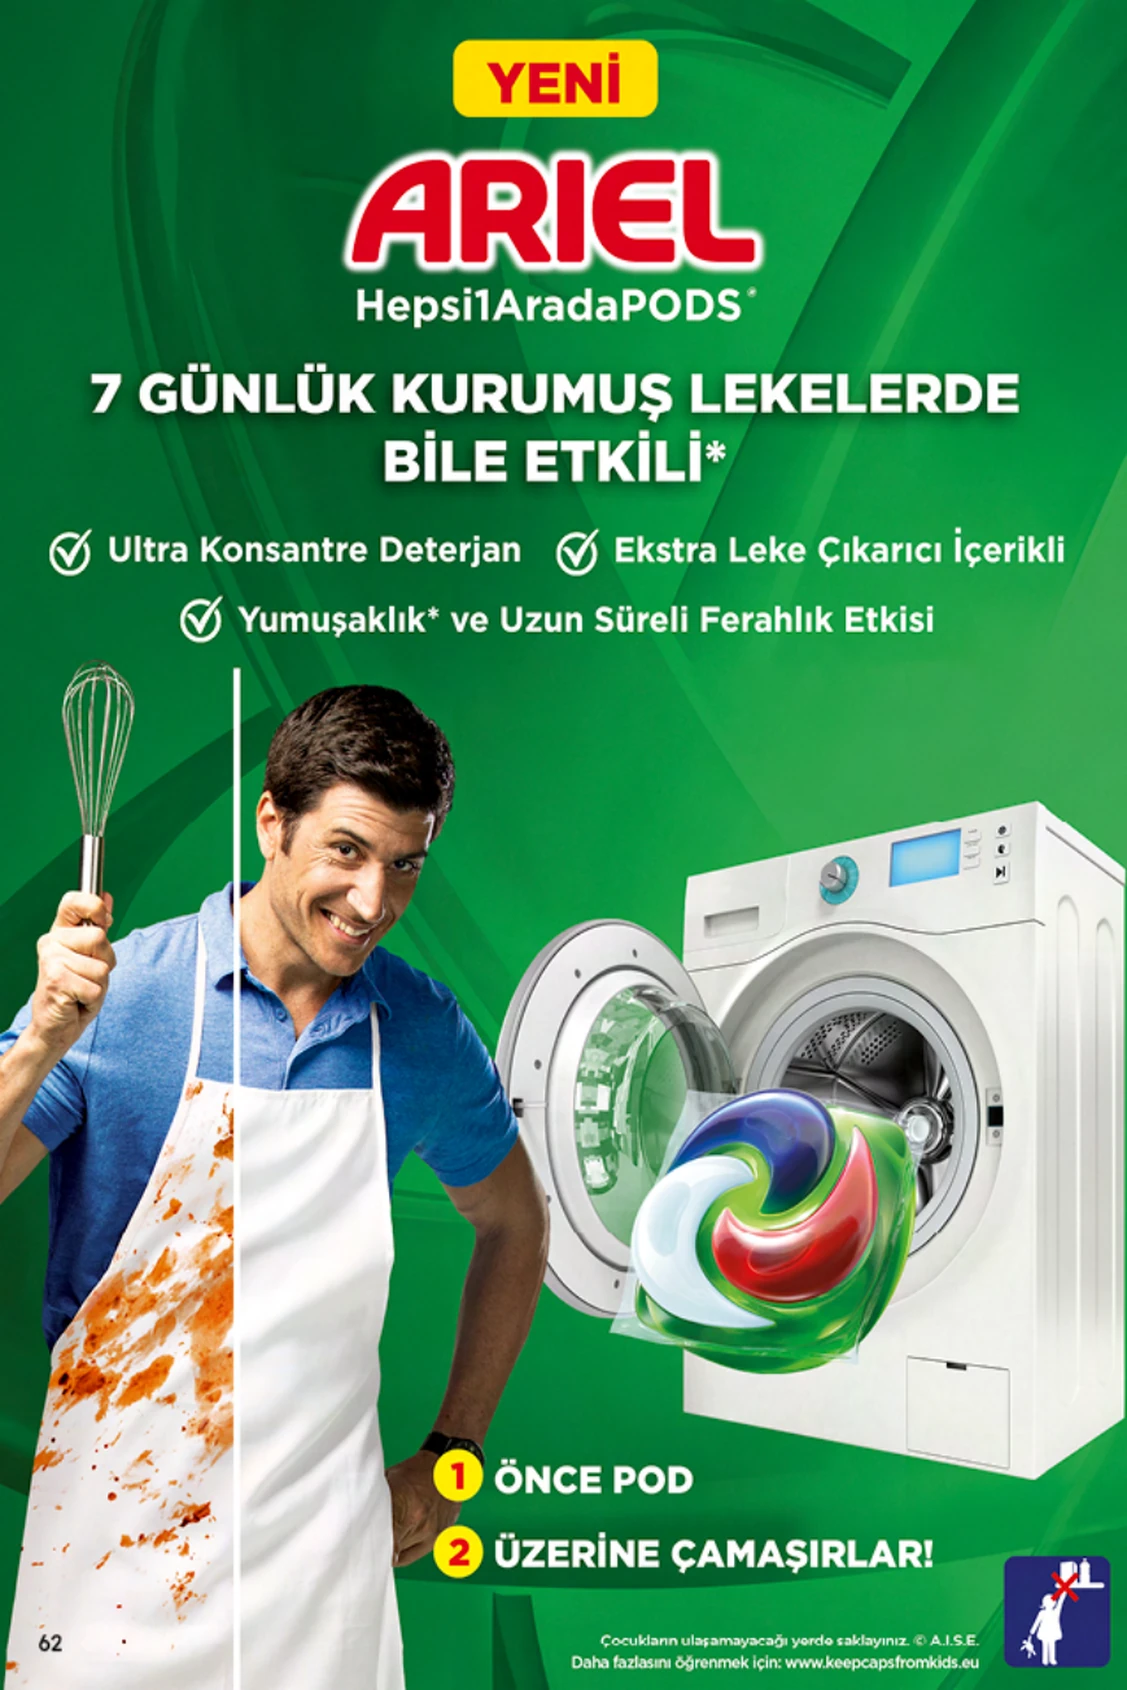 YENİ
ARIEL
Hepsi1AradaPODS®
7 GÜNLÜK KURUMUŞ LEKELERDE
BİLE ETKİLİ*
Ultra Konsantre Deterjan Ekstra Leke Çıkarıcı İçerikli
Yumuşaklık* ve Uzun Süreli Ferahlık Etkisi
1 ÖNCE POD
2 ÜZERİNE ÇAMAŞIRLAR!
62
Çocukların ulaşamayacağı yerde saklayınız. © A.I.S.E.
Daha fazlasını öğrenmek için: www.keepcapsfromkids.eu